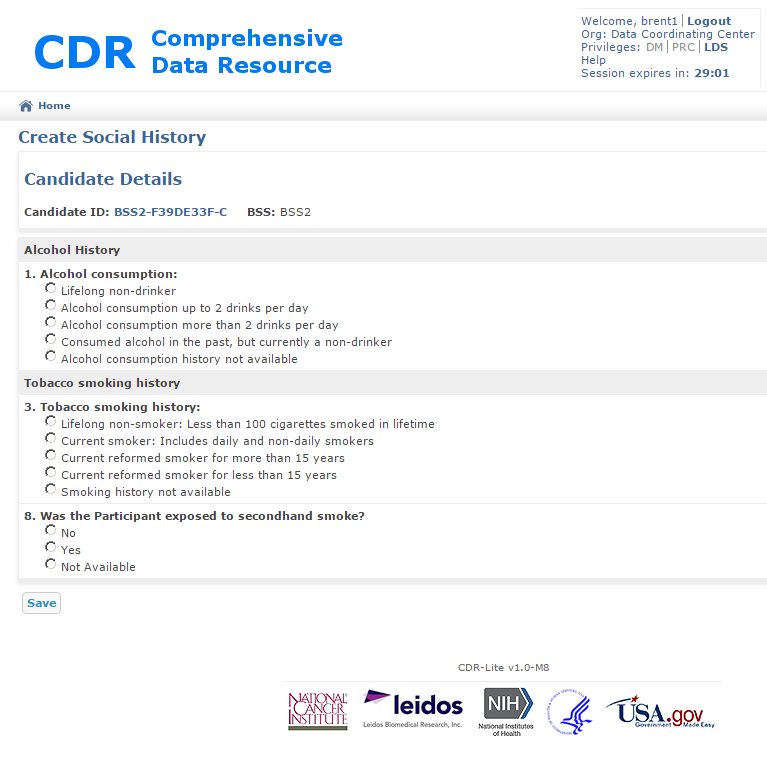 CDR Comprehensive Data Resource
Welcome, brent1 | Logout
Org: Data Coordinating Center
Privileges: DM | PRC | LDS
Help
Session expires in: 29:01
Home
Create Social History
Candidate Details
Candidate ID: BSS2-F39DE33F-C BSS: BSS2
Alcohol History
1. Alcohol consumption:
Lifelong non-drinker
Alcohol consumption up to 2 drinks per day
Alcohol consumption more than 2 drinks per day
Consumed alcohol in the past, but currently a non-drinker
Alcohol consumption history not available
Tobacco smoking history
3. Tobacco smoking history:
Lifelong non-smoker: Less than 100 cigarettes smoked in lifetime
Current smoker: Includes daily and non-daily smokers
Current reformed smoker for more than 15 years
Current reformed smoker for less than 15 years
Smoking history not available
8. Was the Participant exposed to secondhand smoke?
No
Yes
Not Available
Save
CDR-Lite v1.0-M8
NATIONAL
CANCER
INSTITUTE
leidos
Leidos Biomedical Research, Inc.
NIH
National Institutes
of Health
USA.gov
Government Made Easy